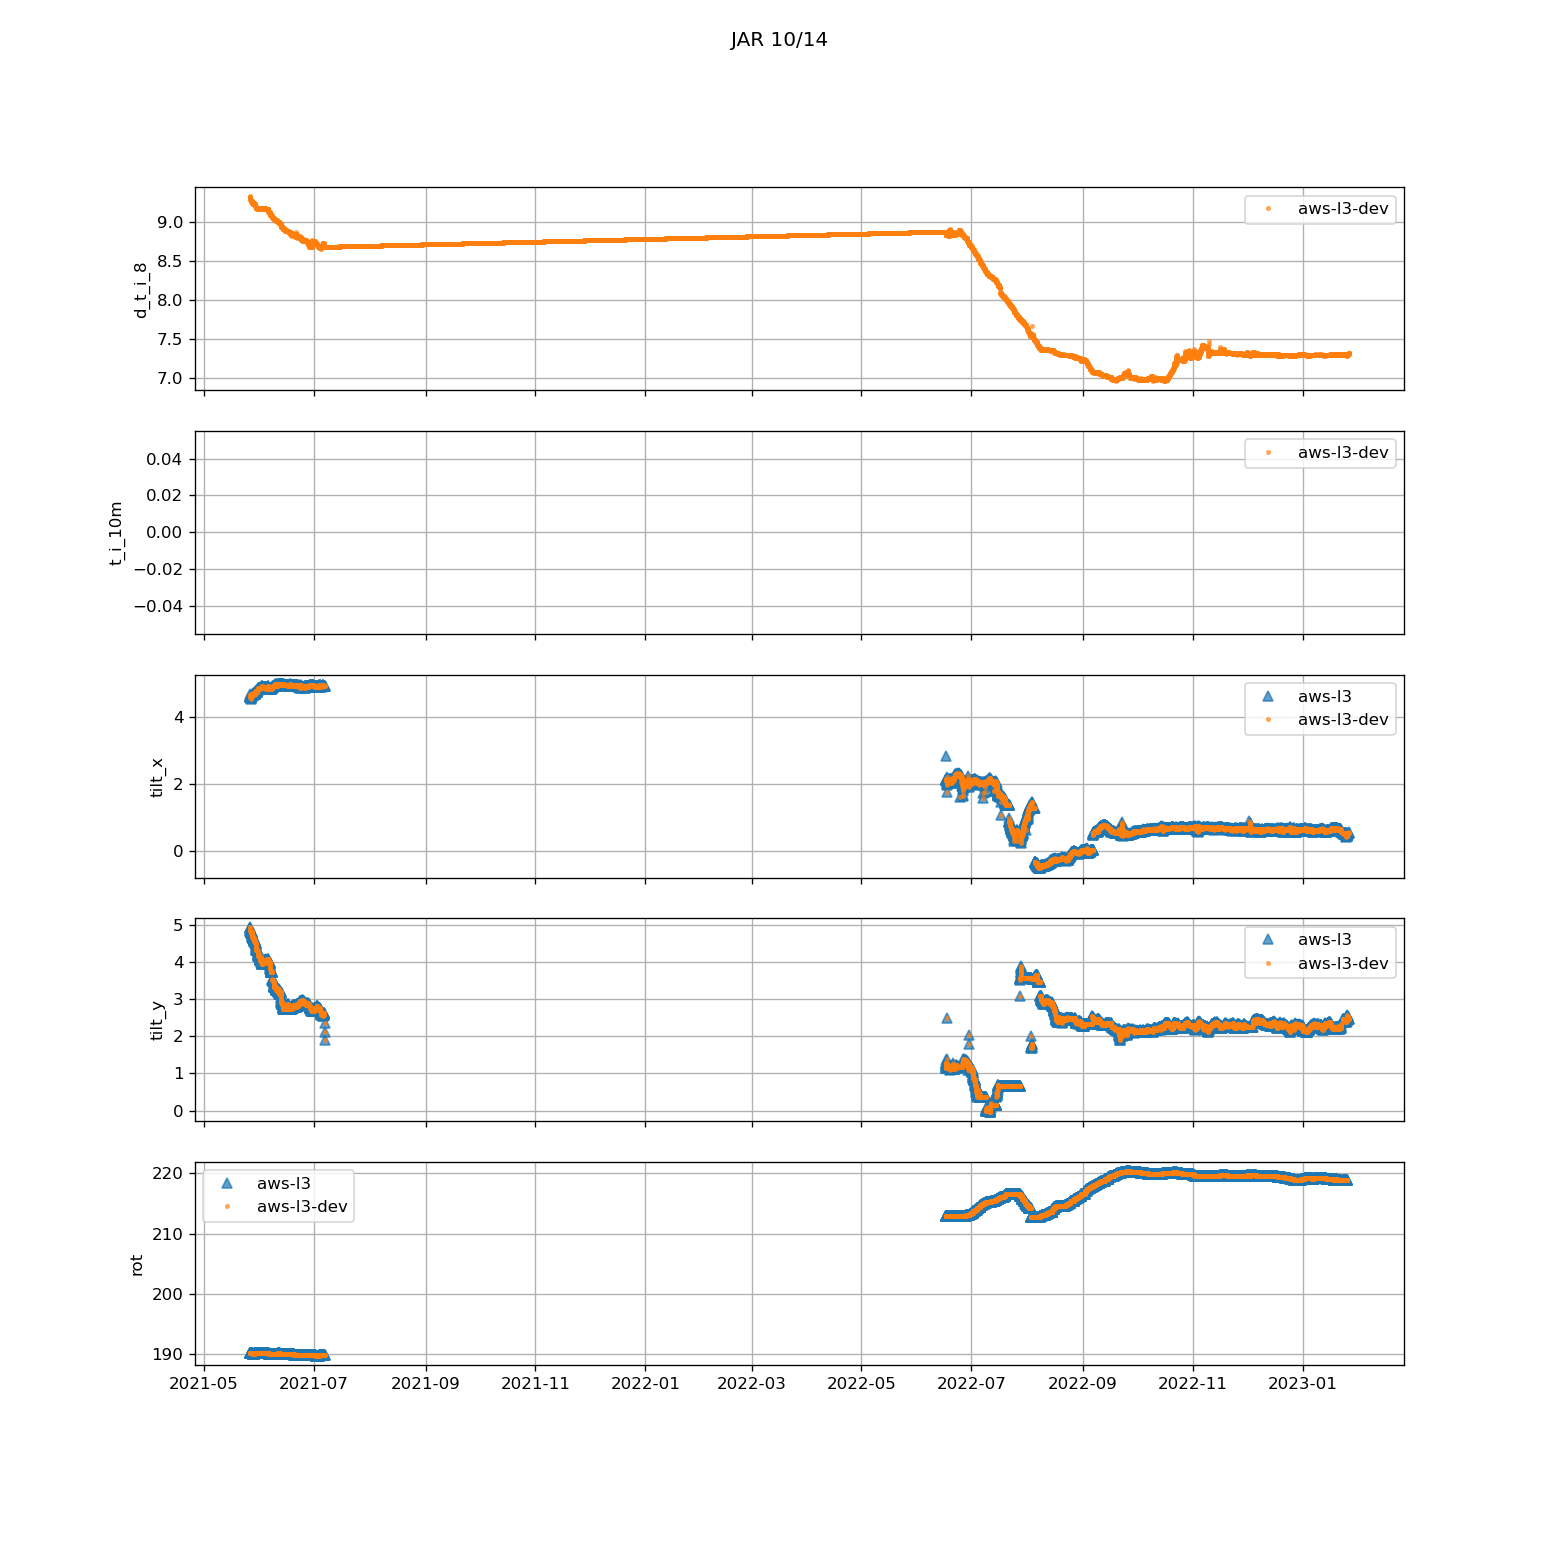 JAR 10/14
d_t_i_8
9.0
8.5
8.0
7.5
7.0
aws-l3-dev
t_i_10m
0.04
0.02
0.00
−0.02
−0.04
aws-l3-dev
tilt_x
4
2
0
aws-l3
aws-l3-dev
tilt_y
5
4
3
2
1
0
aws-l3
aws-l3-dev
rot
220
210
200
190
aws-l3
aws-l3-dev
2021-05 2021-07 2021-09 2021-11 2022-01 2022-03 2022-05 2022-07 2022-09 2022-11 2023-01